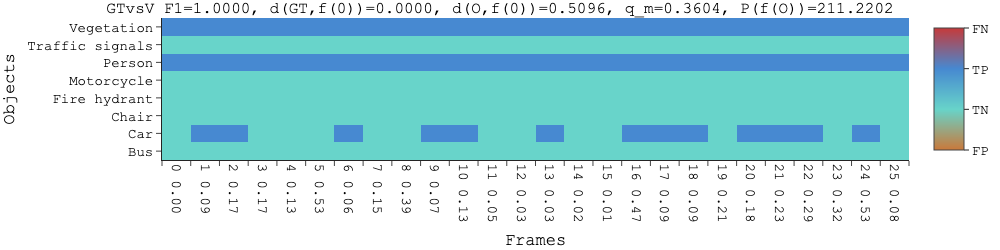 GTvsV F1=1.0000, d(GT,f(0))=0.0000, d(O,f(0))=0.5096, q_m=0.3604, P(f(O))=211.2202
Objects
Vegetation
Traffic signals
Person
Motorcycle
Fire hydrant
Chair
Car
Bus
0 0.00
1 0.09
2 0.17
3 0.17
4 0.13
5 0.53
6 0.06
7 0.15
8 0.39
9 0.07
10 0.13
11 0.05
12 0.03
13 0.03
14 0.02
15 0.01
16 0.47
17 0.09
18 0.09
19 0.21
20 0.18
21 0.23
22 0.29
23 0.32
24 0.53
25 0.08
Frames
FN
TP
TN
FP